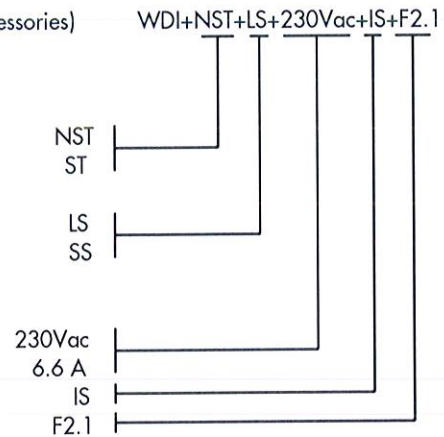 essories) WDI+NST+LS+230Vac+IS+F2.1
NST
ST
LS
SS
230Vac
6.6 A
IS
F2.1